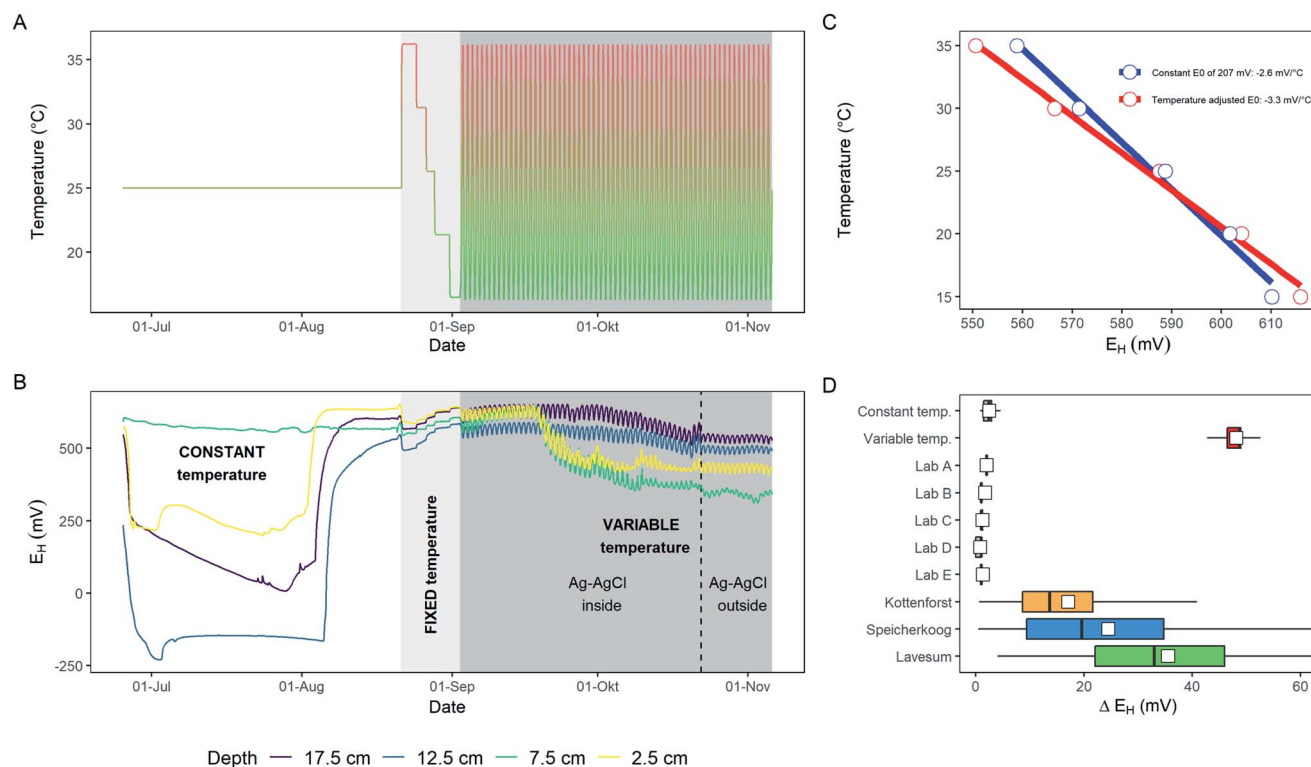 A
Temperature (°C)
35
30
25
20
01-Jul
01-Aug
01-Sep
01-Okt
01-Nov
Date
B
E_H (mV)
500
250
0
-250
CONSTANT
temperature
FIXED temperature
VARIABLE
temperature
Ag-AgCl
inside
Ag-AgCl
outside
01-Jul
01-Aug
01-Sep
01-Okt
01-Nov
Date
Depth
17.5 cm
12.5 cm
7.5 cm
2.5 cm
C
Temperature (°C)
35
30
25
20
15
Constant E0 of 207 mV: -2.6 mV/°C
Temperature adjusted E0: -3.3 mV/°C
550
560
570
580
590
600
610
E_H (mV)
D
Constant temp.
Variable temp.
Lab A
Lab B
Lab C
Lab D
Lab E
Kottenforst
Speicherkoog
Lavesum
0
20
40
60
Δ E_H (mV)